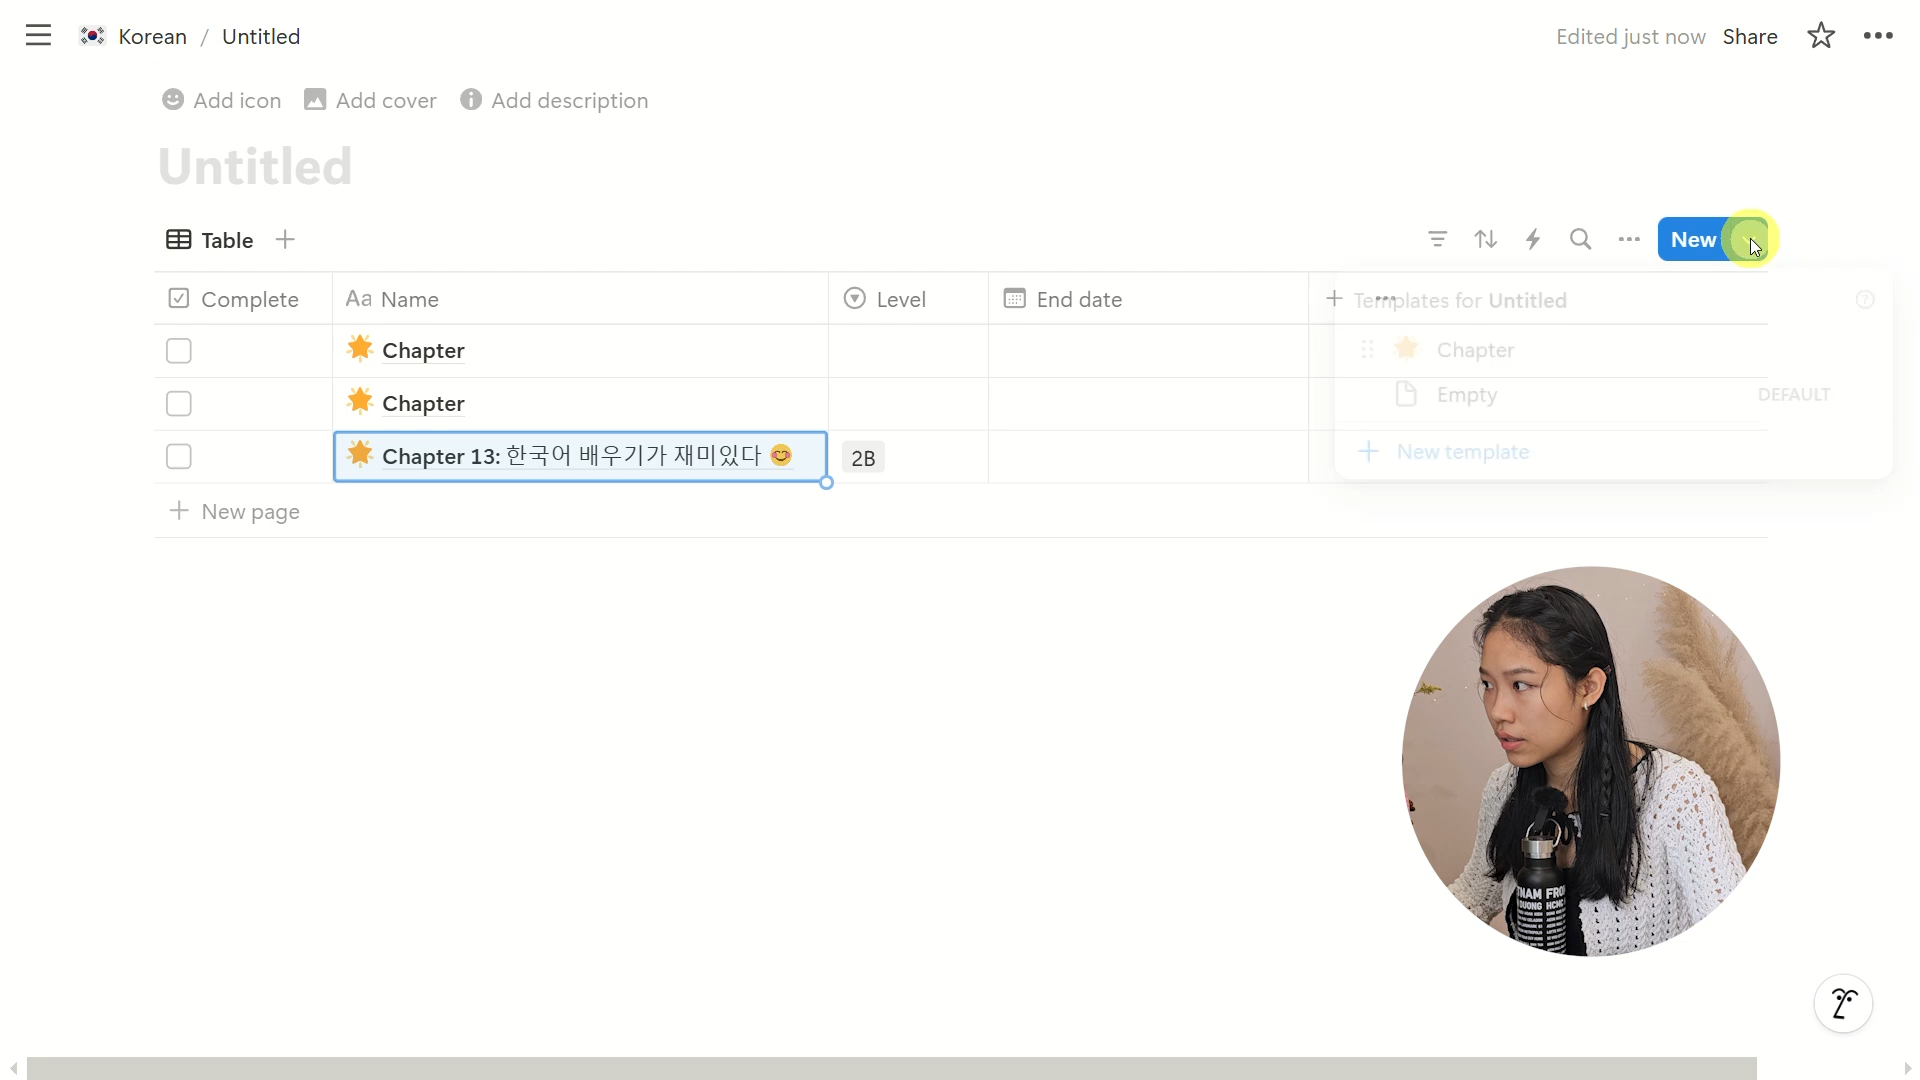 Korean / Untitled
Edited just now Share
Add icon Add cover Add description
Untitled
Table
New
Complete Aa Name Level End date
Templates for Untitled
Chapter
Chapter
Chapter
Empty DEFAULT
Chapter 13: 한국어 배우기가 재미있다 😊 2B
New template
New page
DUONG HCMC